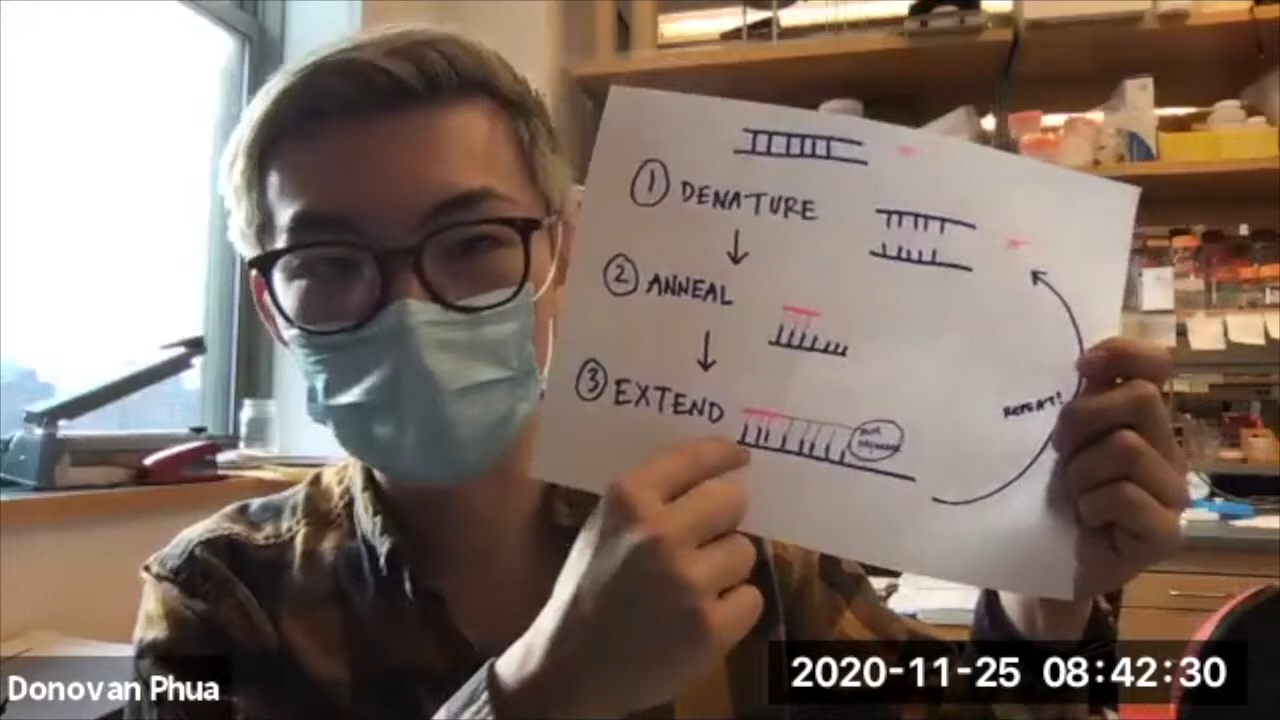 ① DENATURE
② ANNEAL
③ EXTEND
REPEAT!
Donovan Phua
2020-11-25 08:42:30